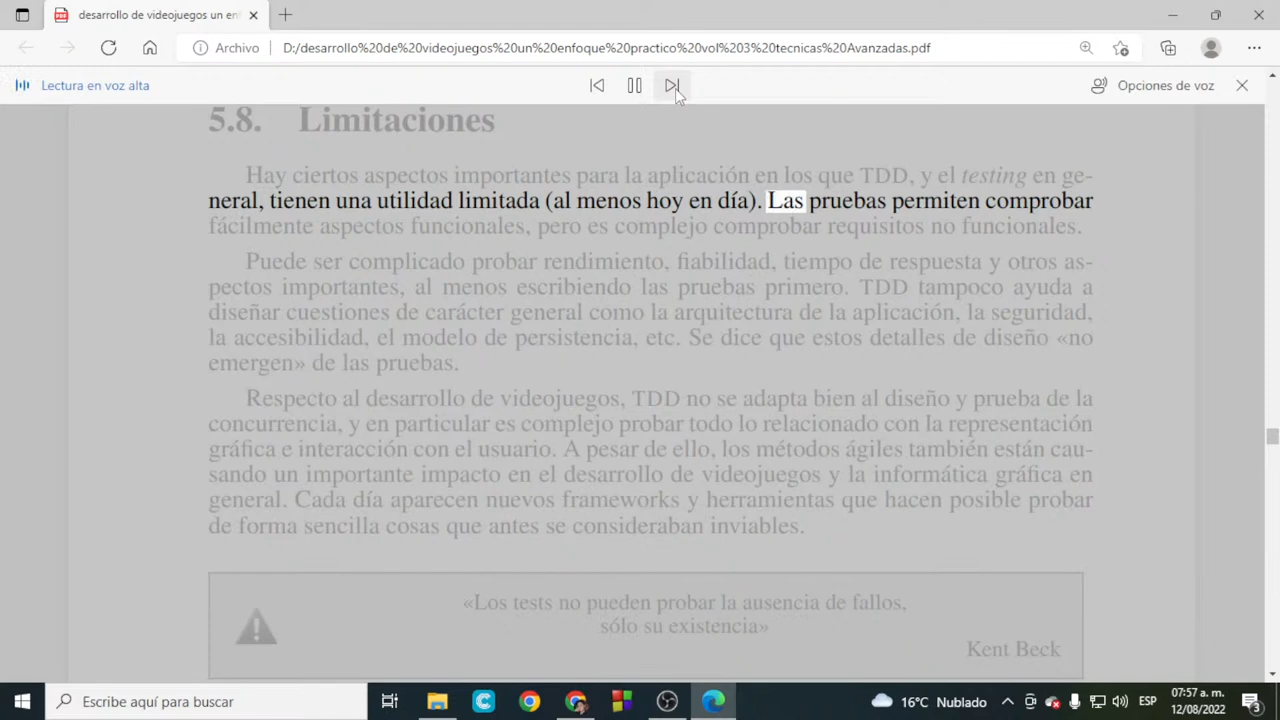 desarrollo de videojuegos un en
Archivo D:/desarrollo%20de%20videojuegos%20un%20enfoque%20practico%20vol%203%20tecnicas%20Avanzadas.pdf
Lectura en voz alta
Opciones de voz
5.8. Limitaciones
Hay ciertos aspectos importantes para la aplicación en los que TDD, y el testing en ge-
neral, tienen una utilidad limitada (al menos hoy en día). Las pruebas permiten comprobar
fácilmente aspectos funcionales, pero es complejo comprobar requisitos no funcionales.
Puede ser complicado probar rendimiento, fiabilidad, tiempo de respuesta y otros as-
pectos importantes, al menos escribiendo las pruebas primero. TDD tampoco ayuda a
diseñar cuestiones de carácter general como la arquitectura de la aplicación, la seguridad,
la accesibilidad, el modelo de persistencia, etc. Se dice que estos detalles de diseño «no
emergen» de las pruebas.
Respecto al desarrollo de videojuegos, TDD no se adapta bien al diseño y prueba de la
concurrencia, y en particular es complejo probar todo lo relacionado con la representación
gráfica e interacción con el usuario. A pesar de ello, los métodos ágiles también están cau-
sando un importante impacto en el desarrollo de videojuegos y la informática gráfica en
general. Cada día aparecen nuevos frameworks y herramientas que hacen posible probar
de forma sencilla cosas que antes se consideraban inviables.
«Los tests no pueden probar la ausencia de fallos,
sólo su existencia»
Kent Beck
Escribe aquí para buscar
16°C Nublado
ESP
07:57 a. m.
12/08/2022
3